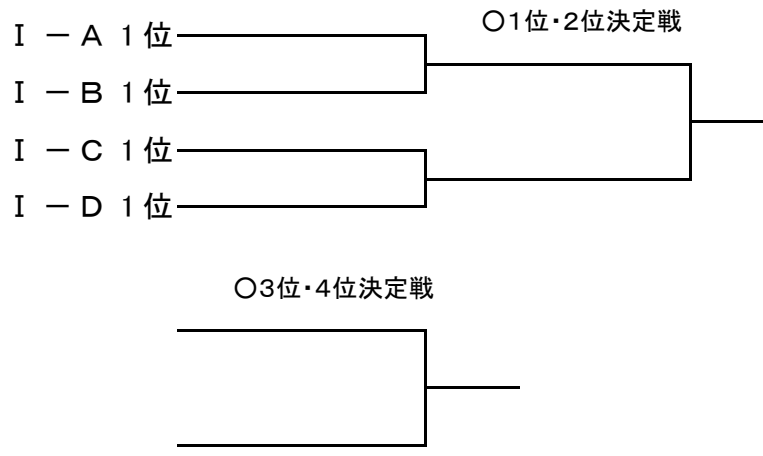 ○1位・2位決定戦
Ⅰ － A 1位
Ⅰ － B 1位
Ⅰ － C 1位
Ⅰ － D 1位
○3位・4位決定戦